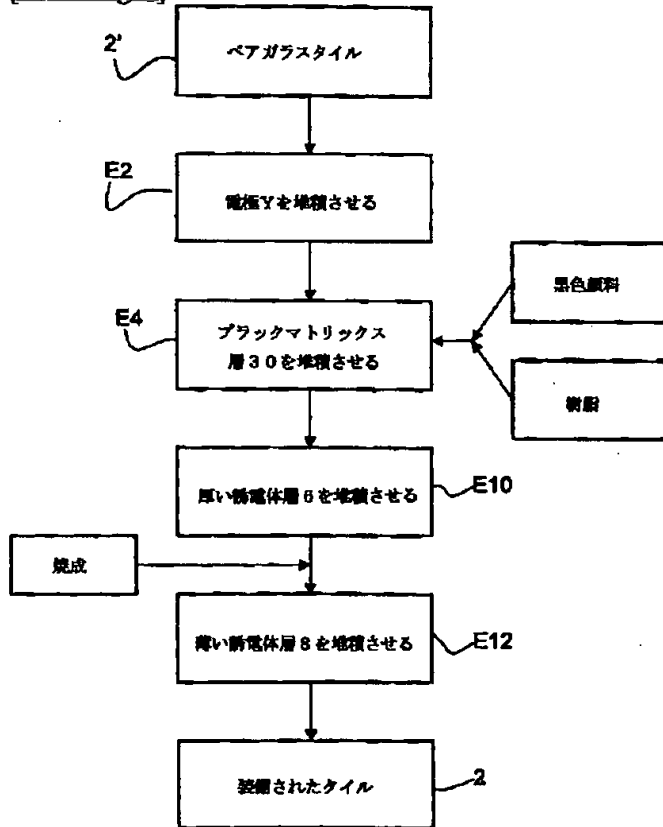 2'
ベアガラスタイル
E2
電極Yを堆積させる
E4
ブラックマトリックス
層30を堆積させる
黒色顔料
樹脂
厚い誘電体層6を堆積させる
E10
焼成
薄い誘電体層8を堆積させる
E12
装備されたタイル
2